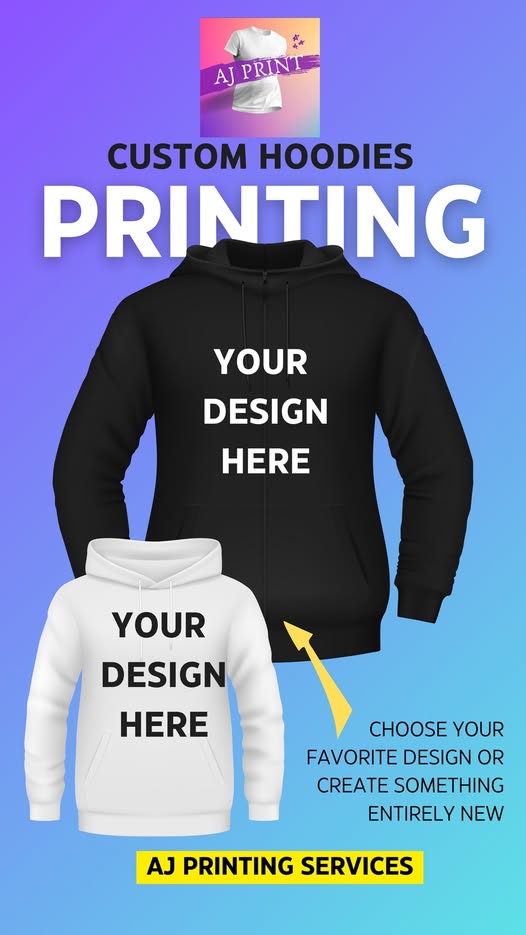 AJ PRINT
CUSTOM HOODIES
PRINTING
YOUR
DESIGN
HERE
YOUR
DESIGN
HERE
CHOOSE YOUR
FAVORITE DESIGN OR
CREATE SOMETHING
ENTIRELY NEW
AJ PRINTING SERVICES